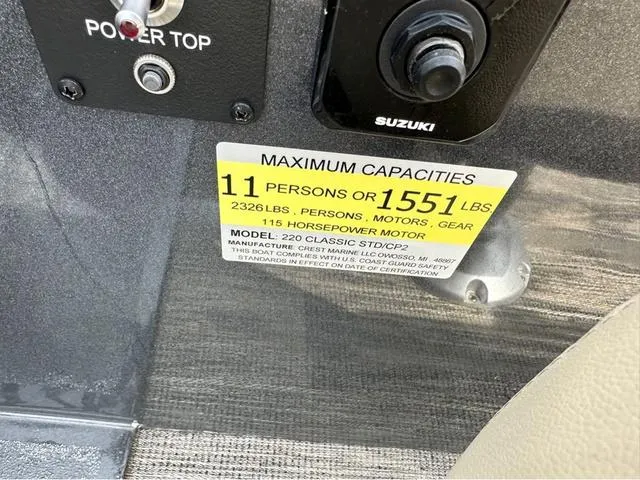 POWER TOP
SUZUKI
MAXIMUM CAPACITIES
11 PERSONS OR 1551 LBS
2326 LBS , PERSONS , MOTORS , GEAR
115 HORSEPOWER MOTOR
MODEL: 220 CLASSIC STD/CP2
MANUFACTURE: CREST MARINE LLC OWOSSO, MI 48867
THIS BOAT COMPLIES WITH U.S. COAST GUARD SAFETY
STANDARDS IN EFFECT ON DATE OF CERTIFICATION